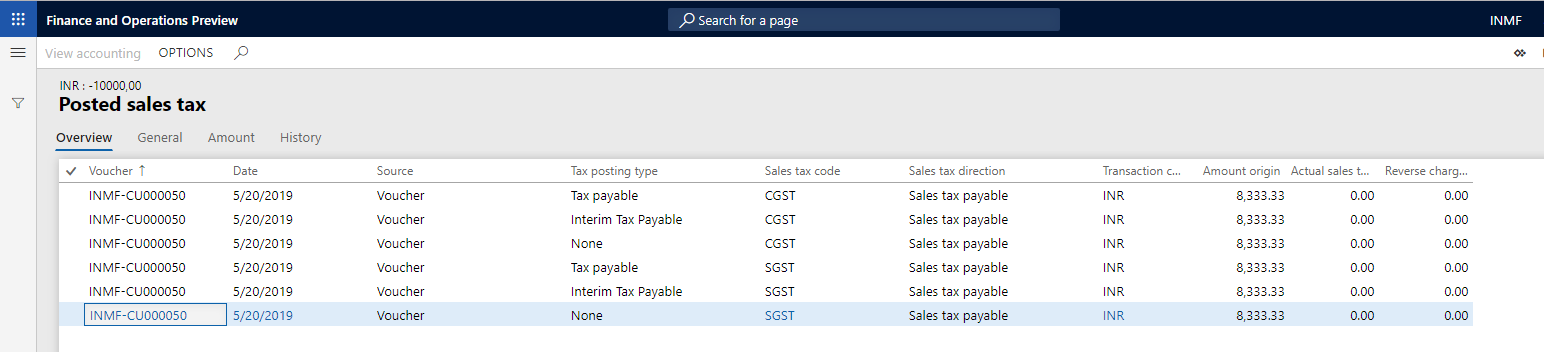 Finance and Operations Preview Search for a page INMF
View accounting OPTIONS
INR : -10000,00
Posted sales tax
Overview General Amount History
Voucher ↑ Date Source Tax posting type Sales tax code Sales tax direction Transaction c... Amount origin Actual sales t... Reverse charg...
INMF-CU000050 5/20/2019 Voucher Tax payable CGST Sales tax payable INR 8,333.33 0.00 0.00
INMF-CU000050 5/20/2019 Voucher Interim Tax Payable CGST Sales tax payable INR 8,333.33 0.00 0.00
INMF-CU000050 5/20/2019 Voucher None CGST Sales tax payable INR 8,333.33 0.00 0.00
INMF-CU000050 5/20/2019 Voucher Tax payable SGST Sales tax payable INR 8,333.33 0.00 0.00
INMF-CU000050 5/20/2019 Voucher Interim Tax Payable SGST Sales tax payable INR 8,333.33 0.00 0.00
INMF-CU000050 5/20/2019 Voucher None SGST Sales tax payable INR 8,333.33 0.00 0.00